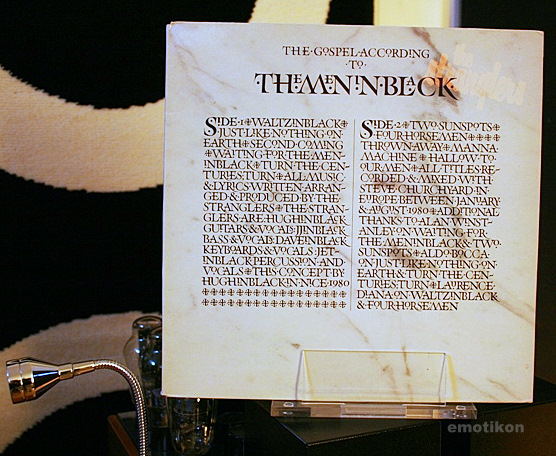 THE·GOSPEL·ACCORDING
·TO·
THEMENINBLACK·
SIDE·1+WALTZINBLACK+
·JUST·LIKE·NOTHING·ON·
EARTH+SECOND·COMING
+WAITING·FOR·THE·MEN-
INBLACK+TURN·THE·CEN-
TURIES·TURN+ALL·MUSIC
&·LYRICS·WRITTEN·ARRAN-
GED·&·PRODUCED·BY·THE
STRANGLERS+THE·STRAN-
GLERS·ARE·HUGHINBLACK
GUITARS·&·VOCALS·JJINBLACK
BASS·&·VOCALS·DAVEINBLACK
KEYBOARDS·&·VOCALS·JET-
INBLACK·PERCUSSION·AND·
VOCALS+THIS·CONCEPT·BY
HUGHINBLACK·IN·NICE·1980
SIDE·2+TWO·SUNSPOTS+
·FOUR·HORSEMEN++++
THROWN·AWAY+MANNA·
MACHINE+HALLOW·TO·
OUR·MEN+ALL·TITLES·RE-
CORDED·&·MIXED·WITH·
STEVE·CHURCHYARD·IN·
EUROPE·BETWEEN·JANUARY·
&·AUGUST·1980+ADDITIONAL
THANKS·TO·ALAN·WINST-
ANLEY·ON·WAITING·FOR·
THE·MENINBLACK·&·TWO·
SUNSPOTS+ALDO·BOCCA·
ON·JUST·LIKE·NOTHING·ON·
EARTH·&·TURN·THE·CEN-
TURIES·TURN+LAURENCE·
DIANA·ON·WALTZINBLACK
&·FOUR·HORSEMEN
emotikon